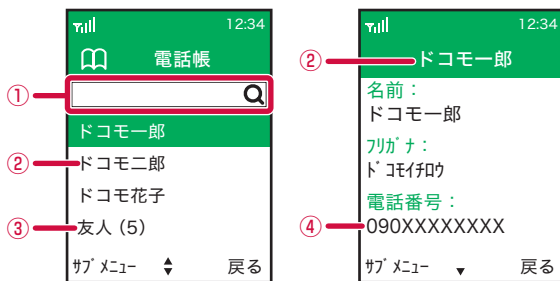 12:34
電話帳
①
ドコモ一郎
②
ドコモ二郎
ドコモ花子
③
友人 (5)
ｻﾌﾞﾒﾆｭｰ
戻る
12:34
②
ドコモ一郎
名前：
ドコモ一郎
ﾌﾘｶﾞﾅ：
ﾄﾞｺﾓｲﾁﾛｳ
電話番号：
④
090XXXXXXXX
ｻﾌﾞﾒﾆｭｰ
戻る